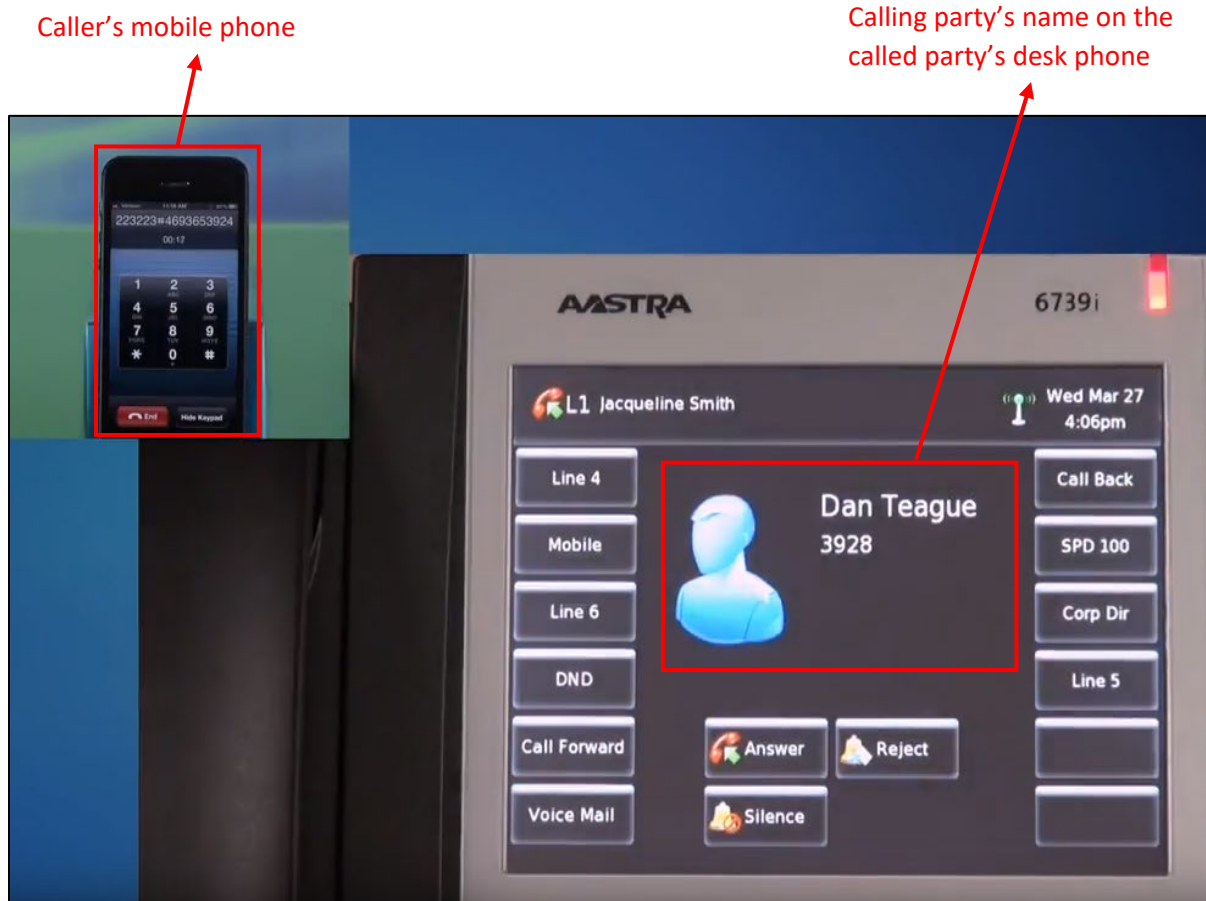 Caller's mobile phone
Calling party's name on the
called party's desk phone
223223#4693653924
00:12
1 2 3
4 5 6
7 8 9
* 0 #
End
Hide Keypad
AASTRA
6739i
L1 Jacqueline Smith
Wed Mar 27
4:06pm
Line 4
Dan Teague
Call Back
Mobile
3928
SPD 100
Line 6
Corp Dir
DND
Line 5
Call Forward
Answer
Reject
Voice Mail
Silence